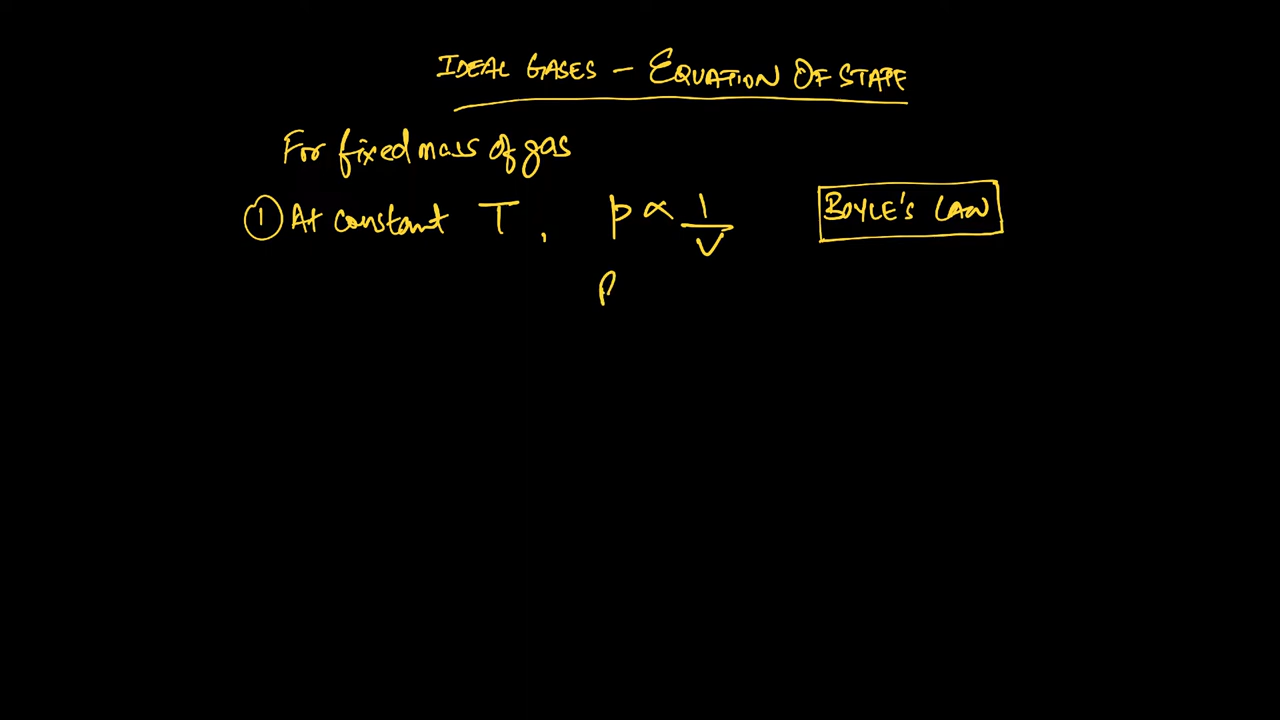 IDEAL GASES – EQUATION OF STATE
For fixed mass of gas
① At constant T, p ∝ 1/V BOYLE'S LAW
p